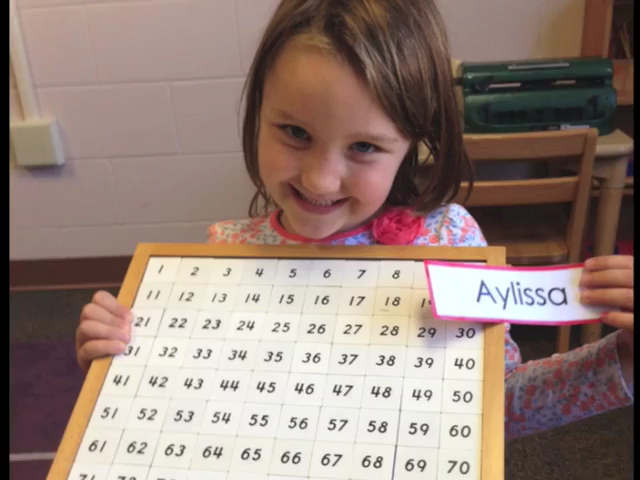 1 2 3 4 5 6 7 8
Aylissa
11 12 13 14 15 16 17 18
21 22 23 24 25 26 27 28 29 30
31 32 33 34 35 36 37 38 39 40
41 42 43 44 45 46 47 48 49 50
51 52 53 54 55 56 57 58 59 60
61 62 63 64 65 66 67 68 69 70